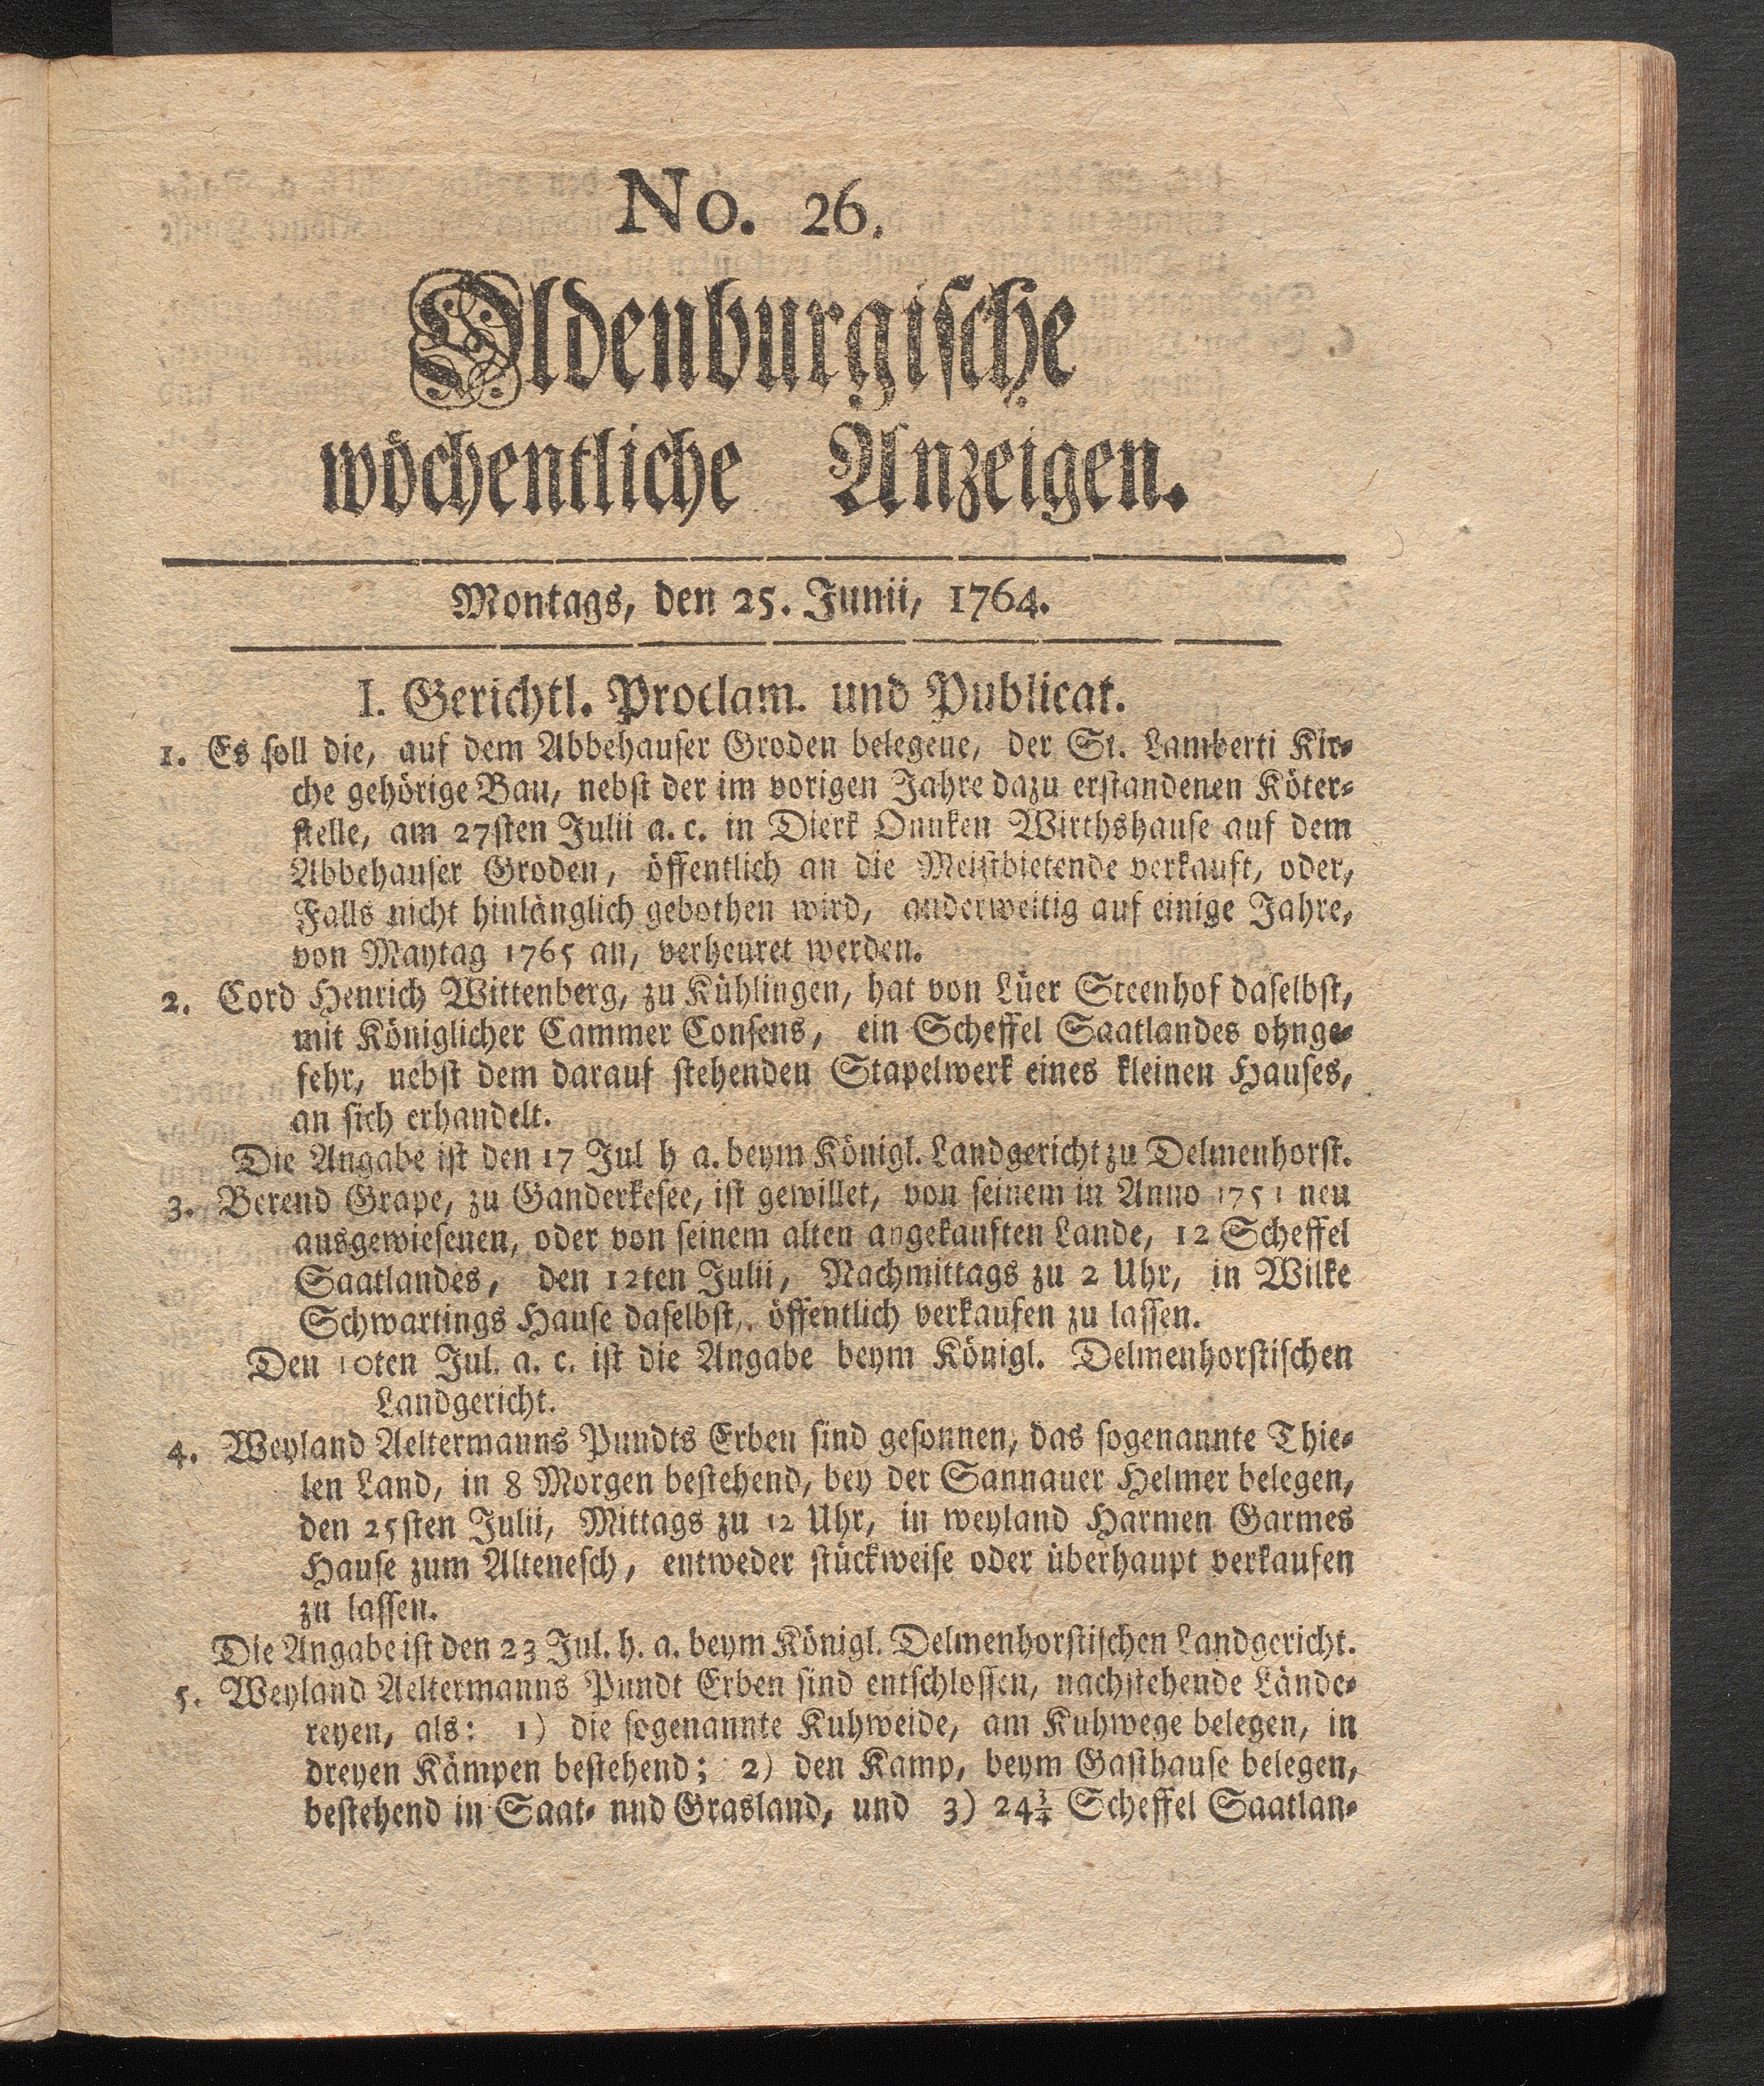 No. 26.
Oldenburgische
wöchentliche Anzeigen.
Montags, den 25. Junii, 1764.
I. Gerichtl. Proclam. und Publicat.
1. Es soll die, auf dem Abbehauser Groden belegene, der St. Lamberti Kir-
che gehörige Bau, nebst der im vorigen Jahre dazu erstandenen Köter-
stelle, am 27sten Julii a. c. in Dierk Onnken Wirthshause auf dem
Abbehauser Groden, öffentlich an die Meistbietende verkauft, oder,
Falls nicht hinlänglich gebothen wird, anderweitig auf einige Jahre,
von Maytag 1765 an, verheuret werden.
2. Cord Henrich Wittenberg, zu Kühlingen, hat von Lüer Steenhof daselbst,
mit Königlicher Cammer Consens, ein Scheffel Saatlandes ohnge-
fehr, nebst dem darauf stehenden Stapelwerk eines kleinen Hauses,
an sich erhandelt.
Die Angabe ist den 17 Jul h a. beym Königl. Landgericht zu Delmenhorst.
3. Berend Grape, zu Ganderkesee, ist gewillet, von seinem in Anno 1751 neu
ausgewiesenen, oder von seinem alten angekauften Lande, 12 Scheffel
Saatlandes, den 12ten Julii, Nachmittags zu 2 Uhr, in Wilke
Schwartings Hause daselbst, öffentlich verkaufen zu lassen.
Den 10ten Jul. a. c. ist die Angabe beym Königl. Delmenhorstischen
Landgericht.
4. Weyland Aeltermanns Pundts Erben sind gesonnen, das sogenannte Thie-
len Land, in 8 Morgen bestehend, bey der Sannauer Helmer belegen,
den 25sten Julii, Mittags zu 12 Uhr, in weyland Harmen Garmes
Hause zum Altenesch, entweder stückweise oder überhaupt verkaufen
zu lassen.
Die Angabe ist den 23 Jul. h. a. beym Königl. Delmenhorstischen Landgericht.
5. Weyland Aeltermanns Pundt Erben sind entschlossen, nachstehende Lände-
reyen, als: 1) die sogenannte Kuhweide, am Kuhwege belegen, in
dreyen Kämpen bestehend; 2) den Kamp, beym Gasthause belegen,
bestehend in Saat- nnd Grasland, und 3) 24¾ Scheffel Saatlan-